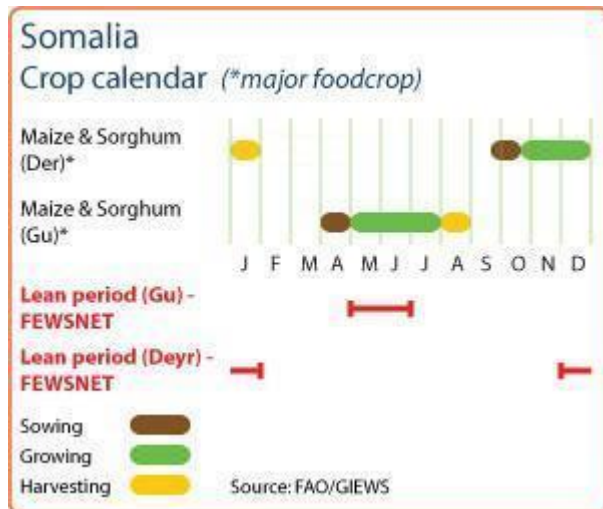 Somalia
Crop calendar (*major foodcrop)
Maize & Sorghum
(Der)*
Maize & Sorghum
(Gu)*
J F M A M J J A S O N D
Lean period (Gu) -
FEWSNET
Lean period (Deyr) -
FEWSNET
Sowing
Growing
Harvesting
Source: FAO/GIEWS